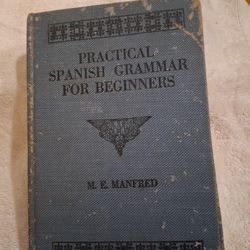 PRACTICAL
SPANISH GRAMMAR
FOR BEGINNERS
M. E. MANFRED